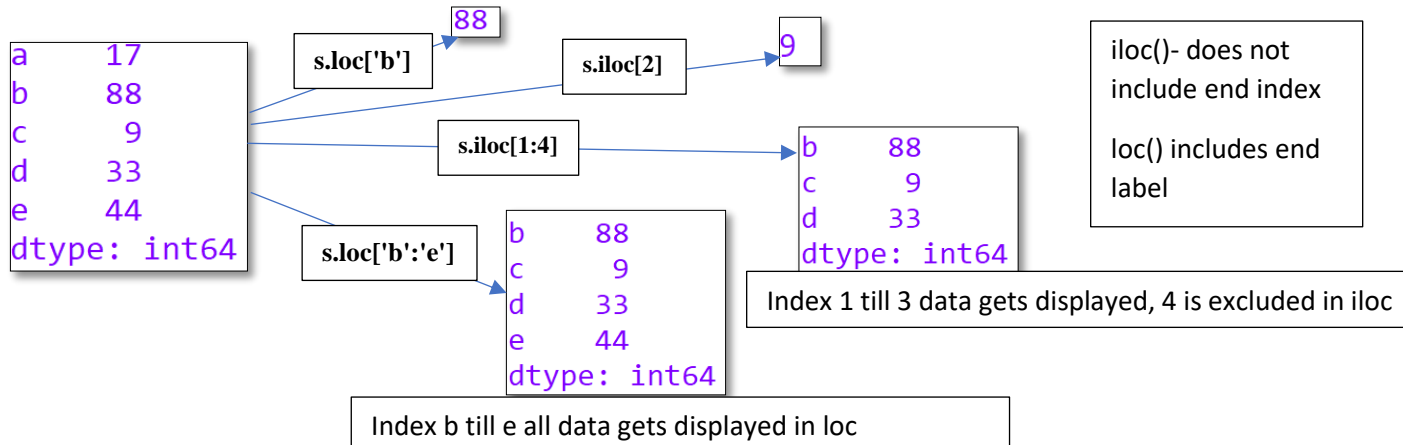 88
a 17
b 88
c 9
d 33
e 44
dtype: int64
s.loc['b']
s.iloc[2]
9
s.iloc[1:4]
b 88
c 9
d 33
dtype: int64
Index 1 till 3 data gets displayed, 4 is excluded in iloc
s.loc['b':'e']
b 88
c 9
d 33
e 44
dtype: int64
Index b till e all data gets displayed in loc
iloc()- does not
include end index
loc() includes end
label